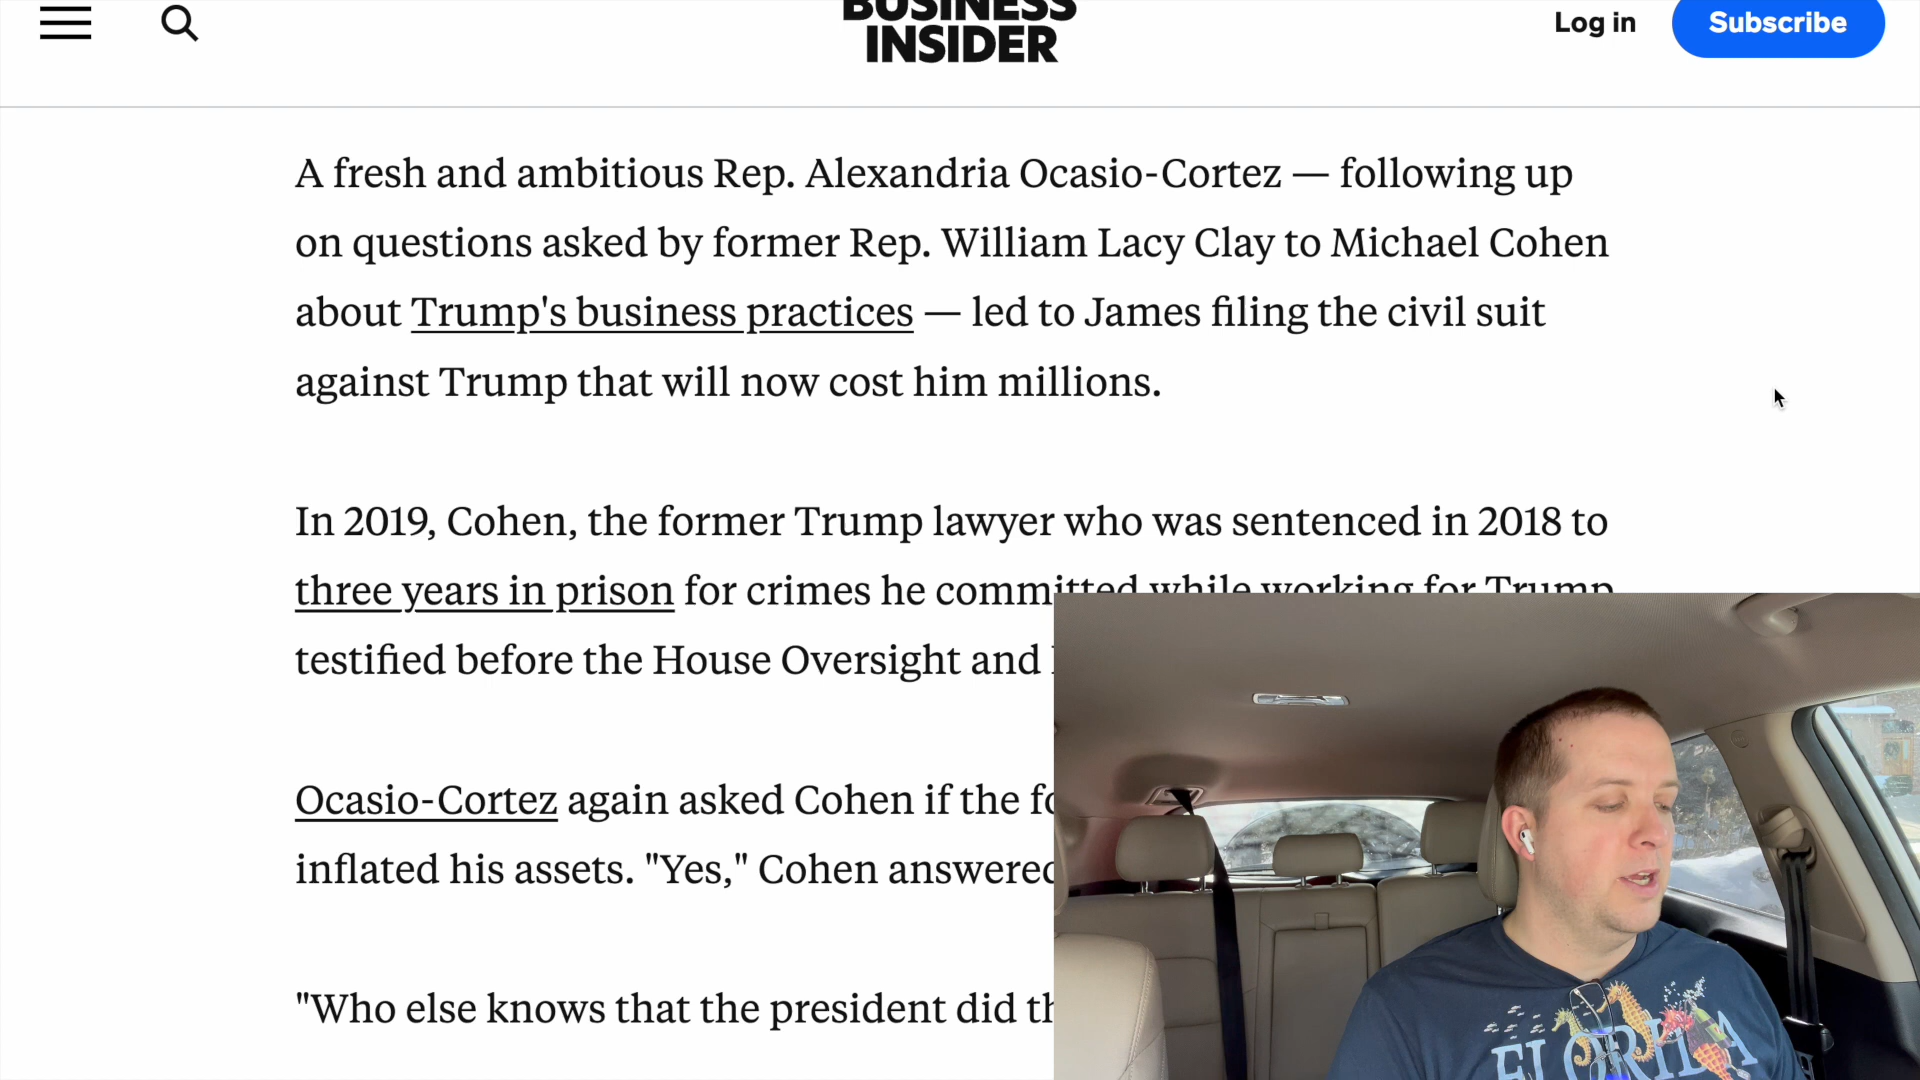 BUSINESS
INSIDER
Log in
Subscribe
A fresh and ambitious Rep. Alexandria Ocasio-Cortez — following up
on questions asked by former Rep. William Lacy Clay to Michael Cohen
about Trump's business practices — led to James filing the civil suit
against Trump that will now cost him millions.
In 2019, Cohen, the former Trump lawyer who was sentenced in 2018 to
three years in prison for crimes he committed while working for Trump
testified before the House Oversight and
Ocasio-Cortez again asked Cohen if the
inflated his assets. "Yes," Cohen answered
"Who else knows that the president did
FLORIDA